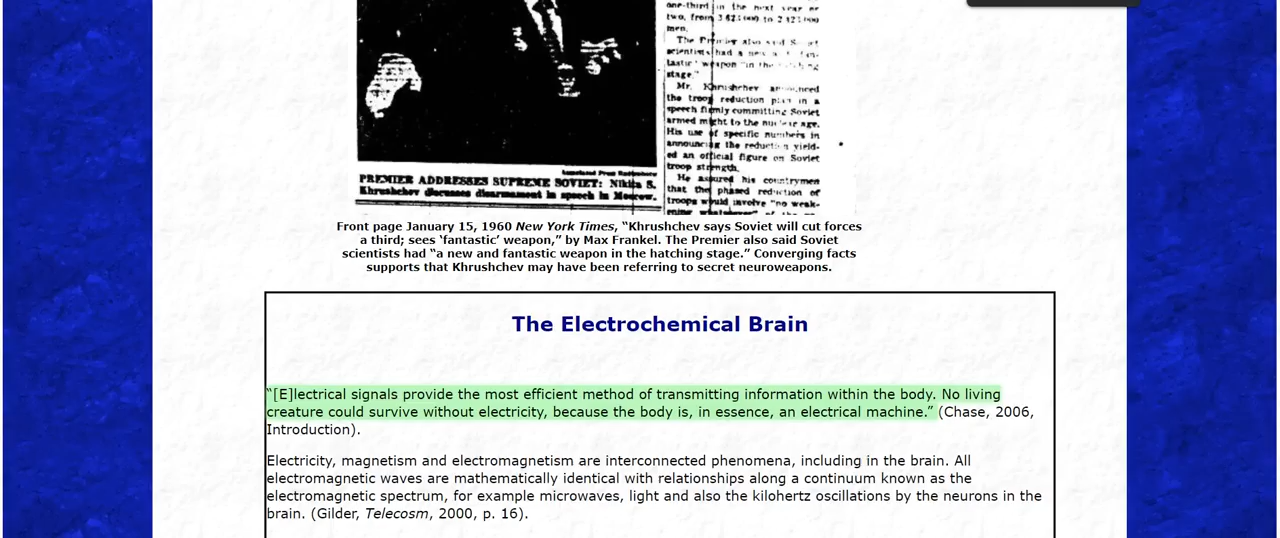 one-third in the next year or
two, from 3 623 000 to 2 423 000
men.
The Premier also said
scientists had a new
tastic weapon "in the hatching
stage."
Mr. Khrushchev announced
the troop reduction plan in a
speech firmly committing Soviet
armed might to the nuclear age.
His use of specific numbers in
announcing the reduction yield-
ed an official figure on Soviet
troop strength.
He assured his countrymen
that the phased reduction of
troops would involve "no weak-
ening whatsoever" of the
PREMIER ADDRESSES SUPREME SOVIET: Nikita S.
Khrushchev discusses disarmament in speech in Moscow.
Front page January 15, 1960 New York Times, “Khrushchev says Soviet will cut forces
a third; sees ‘fantastic’ weapon,” by Max Frankel. The Premier also said Soviet
scientists had “a new and fantastic weapon in the hatching stage.” Converging facts
supports that Khrushchev may have been referring to secret neuroweapons.
The Electrochemical Brain
“[E]lectrical signals provide the most efficient method of transmitting information within the body. No living
creature could survive without electricity, because the body is, in essence, an electrical machine.” (Chase, 2006,
Introduction).
Electricity, magnetism and electromagnetism are interconnected phenomena, including in the brain. All
electromagnetic waves are mathematically identical with relationships along a continuum known as the
electromagnetic spectrum, for example microwaves, light and also the kilohertz oscillations by the neurons in the
brain. (Gilder, Telecosm, 2000, p. 16).